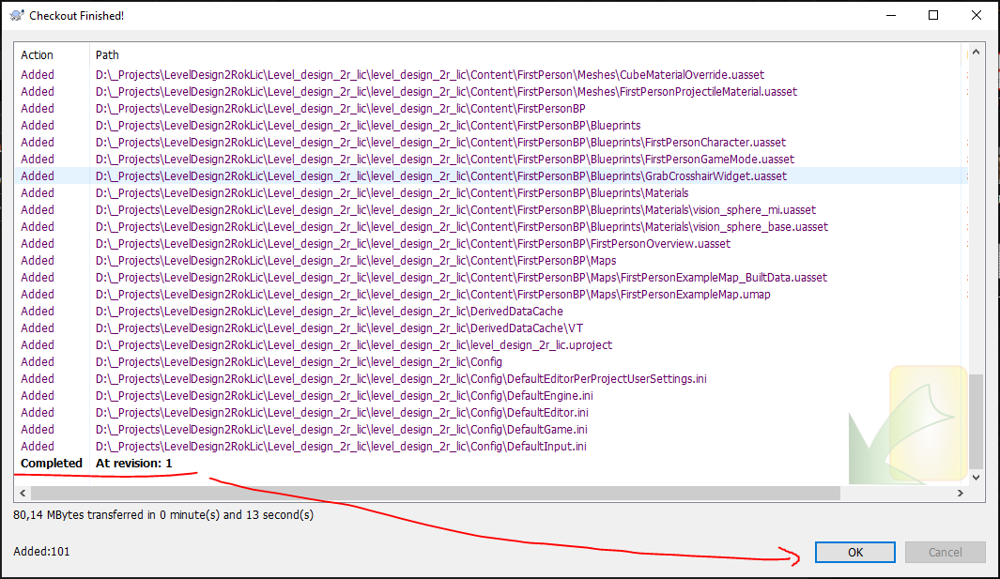 Checkout Finished!
Action Path
Added D:\_Projects\LevelDesign2RokLic\Level_design_2r_lic\level_design_2r_lic\Content\FirstPerson\Meshes\CubeMaterialOverride.uasset
Added D:\_Projects\LevelDesign2RokLic\Level_design_2r_lic\level_design_2r_lic\Content\FirstPerson\Meshes\FirstPersonProjectileMaterial.uasset
Added D:\_Projects\LevelDesign2RokLic\Level_design_2r_lic\level_design_2r_lic\Content\FirstPersonBP
Added D:\_Projects\LevelDesign2RokLic\Level_design_2r_lic\level_design_2r_lic\Content\FirstPersonBP\Blueprints
Added D:\_Projects\LevelDesign2RokLic\Level_design_2r_lic\level_design_2r_lic\Content\FirstPersonBP\Blueprints\FirstPersonCharacter.uasset
Added D:\_Projects\LevelDesign2RokLic\Level_design_2r_lic\level_design_2r_lic\Content\FirstPersonBP\Blueprints\FirstPersonGameMode.uasset
Added D:\_Projects\LevelDesign2RokLic\Level_design_2r_lic\level_design_2r_lic\Content\FirstPersonBP\Blueprints\GrabCrosshairWidget.uasset
Added D:\_Projects\LevelDesign2RokLic\Level_design_2r_lic\level_design_2r_lic\Content\FirstPersonBP\Blueprints\Materials
Added D:\_Projects\LevelDesign2RokLic\Level_design_2r_lic\level_design_2r_lic\Content\FirstPersonBP\Blueprints\Materials\vision_sphere_mi.uasset
Added D:\_Projects\LevelDesign2RokLic\Level_design_2r_lic\level_design_2r_lic\Content\FirstPersonBP\Blueprints\Materials\vision_sphere_base.uasset
Added D:\_Projects\LevelDesign2RokLic\Level_design_2r_lic\level_design_2r_lic\Content\FirstPersonBP\FirstPersonOverview.uasset
Added D:\_Projects\LevelDesign2RokLic\Level_design_2r_lic\level_design_2r_lic\Content\FirstPersonBP\Maps
Added D:\_Projects\LevelDesign2RokLic\Level_design_2r_lic\level_design_2r_lic\Content\FirstPersonBP\Maps\FirstPersonExampleMap_BuiltData.uasset
Added D:\_Projects\LevelDesign2RokLic\Level_design_2r_lic\level_design_2r_lic\Content\FirstPersonBP\Maps\FirstPersonExampleMap.umap
Added D:\_Projects\LevelDesign2RokLic\Level_design_2r_lic\level_design_2r_lic\DerivedDataCache
Added D:\_Projects\LevelDesign2RokLic\Level_design_2r_lic\level_design_2r_lic\DerivedDataCache\VT
Added D:\_Projects\LevelDesign2RokLic\Level_design_2r_lic\level_design_2r_lic\level_design_2r_lic.uproject
Added D:\_Projects\LevelDesign2RokLic\Level_design_2r_lic\level_design_2r_lic\Config
Added D:\_Projects\LevelDesign2RokLic\Level_design_2r_lic\level_design_2r_lic\Config\DefaultEditorPerProjectUserSettings.ini
Added D:\_Projects\LevelDesign2RokLic\Level_design_2r_lic\level_design_2r_lic\Config\DefaultEngine.ini
Added D:\_Projects\LevelDesign2RokLic\Level_design_2r_lic\level_design_2r_lic\Config\DefaultEditor.ini
Added D:\_Projects\LevelDesign2RokLic\Level_design_2r_lic\level_design_2r_lic\Config\DefaultGame.ini
Added D:\_Projects\LevelDesign2RokLic\Level_design_2r_lic\level_design_2r_lic\Config\DefaultInput.ini
Completed At revision: 1
80,14 MBytes transferred in 0 minute(s) and 13 second(s)
Added:101
OK Cancel